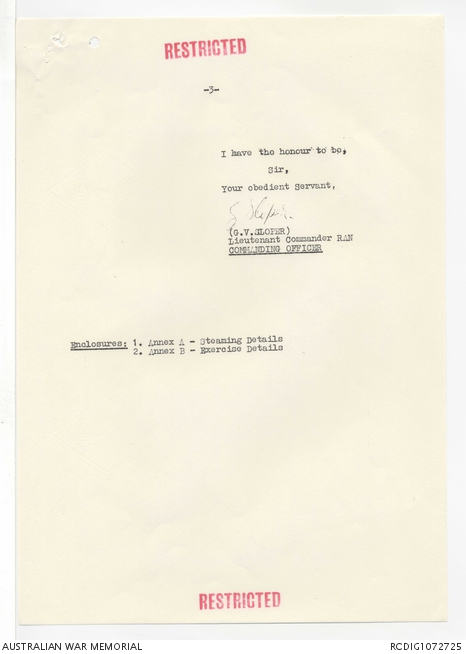 RESTRICTED
-3-
I have the honour to be,
Sir,
Your obedient Servant,
G Sloper.
(G.V.SLOPER)
Lieutenant Commander RAN
COMMANDING OFFICER
Enclosures: 1. Annex A - Steaming Details
2. Annex B - Exercise Details
RESTRICTED
AUSTRALIAN WAR MEMORIAL
RCDIG1072725